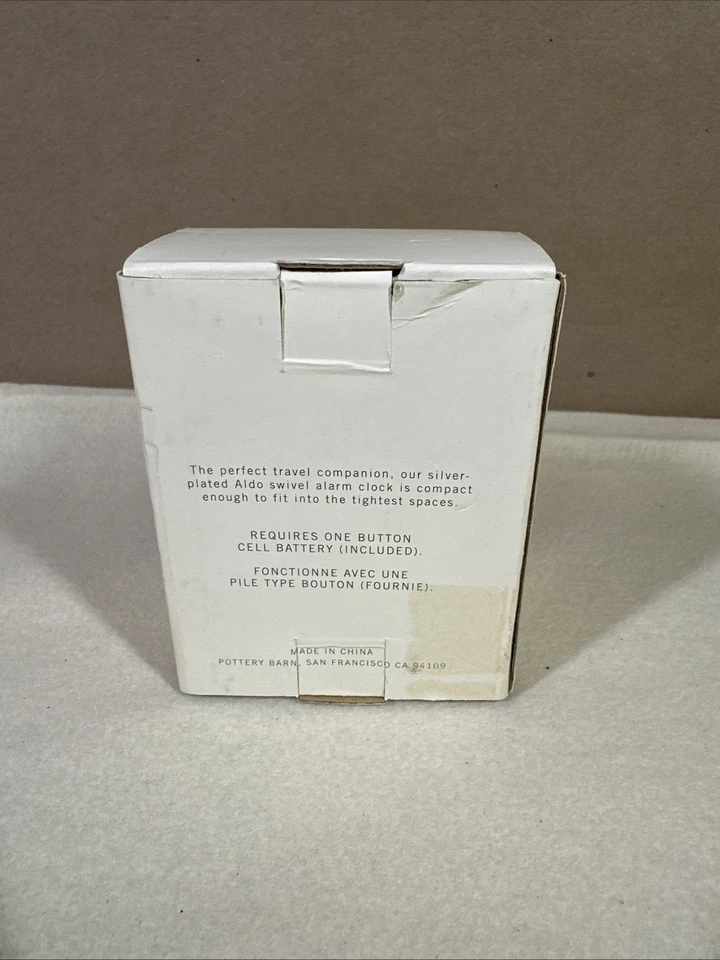 The perfect travel companion, our silver-
plated Aldo swivel alarm clock is compact
enough to fit into the tightest spaces.
REQUIRES ONE BUTTON
CELL BATTERY (INCLUDED).
FONCTIONNE AVEC UNE
PILE TYPE BOUTON (FOURNIE).
MADE IN CHINA
POTTERY BARN, SAN FRANCISCO CA 94109